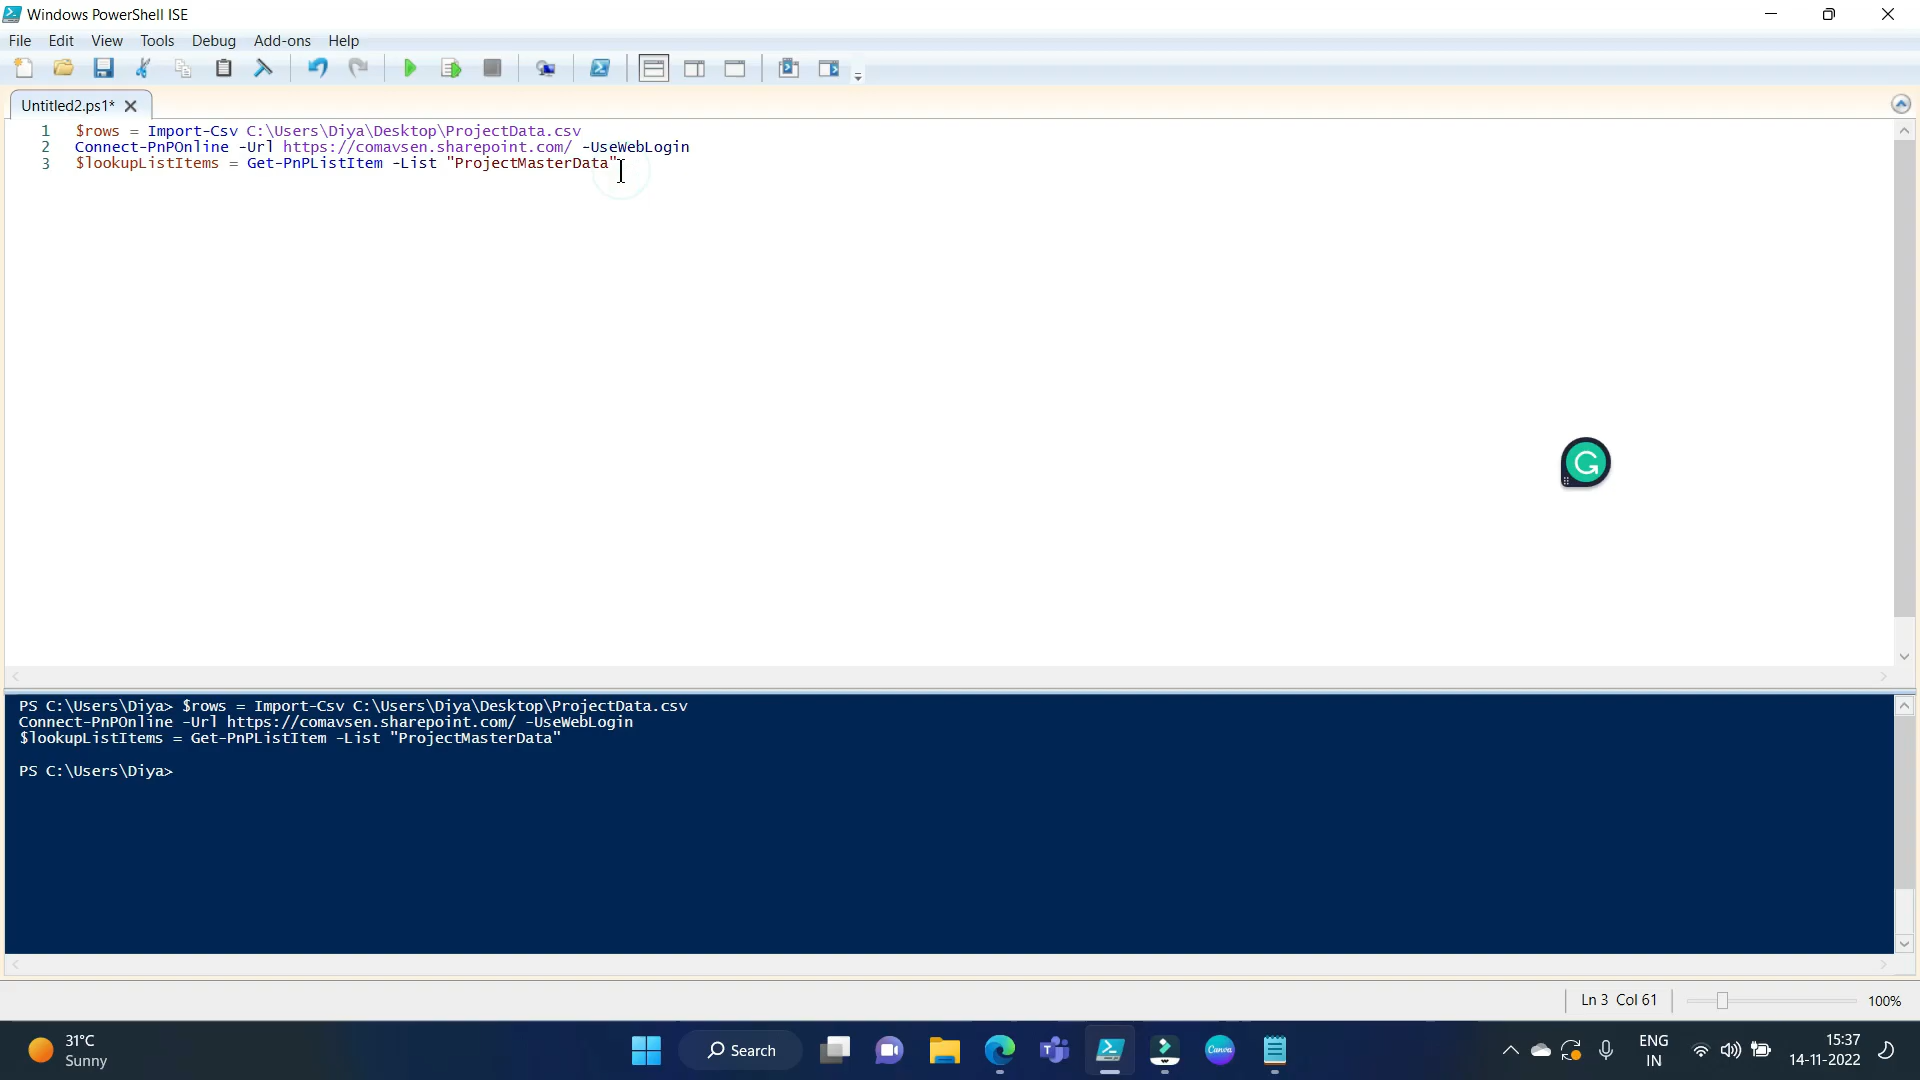 Windows PowerShell ISE
File Edit View Tools Debug Add-ons Help
Untitled2.ps1*
1 $rows = Import-Csv C:\Users\Diya\Desktop\ProjectData.csv
2 Connect-PnPOnline -Url https://comavsen.sharepoint.com/ -UseWebLogin
3 $lookupListItems = Get-PnPListItem -List "ProjectMasterData"
PS C:\Users\Diya> $rows = Import-Csv C:\Users\Diya\Desktop\ProjectData.csv
Connect-PnPOnline -Url https://comavsen.sharepoint.com/ -UseWebLogin
$lookupListItems = Get-PnPListItem -List "ProjectMasterData"
PS C:\Users\Diya>
Ln 3 Col 61 100%
31°C
Sunny
Search
Canva
ENG
IN
15:37
14-11-2022